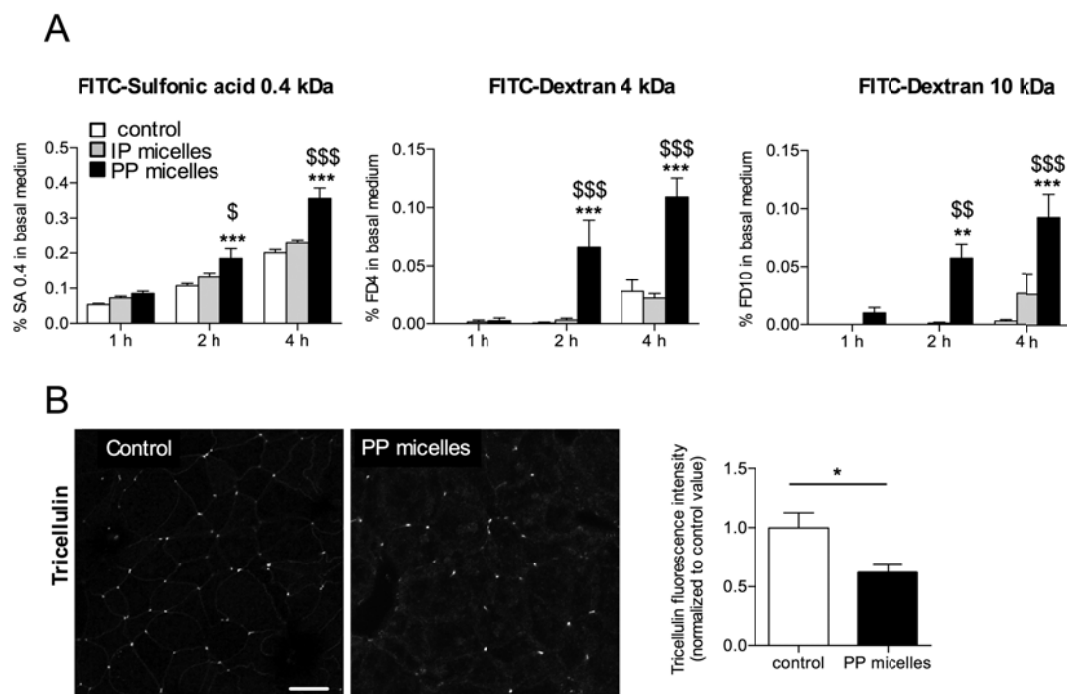 A
FITC-Sulfonic acid 0.4 kDa
% SA 0.4 in basal medium
0.5
0.4
0.3
0.2
0.1
0.0
control
IP micelles
PP micelles
$
***
$$$
***
1 h
2 h
4 h
FITC-Dextran 4 kDa
% FD4 in basal medium
0.15
0.10
0.05
0.00
$$$
***
$$$
***
1 h
2 h
4 h
FITC-Dextran 10 kDa
% FD10 in basal medium
0.15
0.10
0.05
0.00
$$
**
$$$
***
1 h
2 h
4 h
B
Tricellulin
Control
PP micelles
Tricellulin fluorescence intensity
(normalized to control value)
1.5
1.0
0.5
0.0
*
control
PP micelles